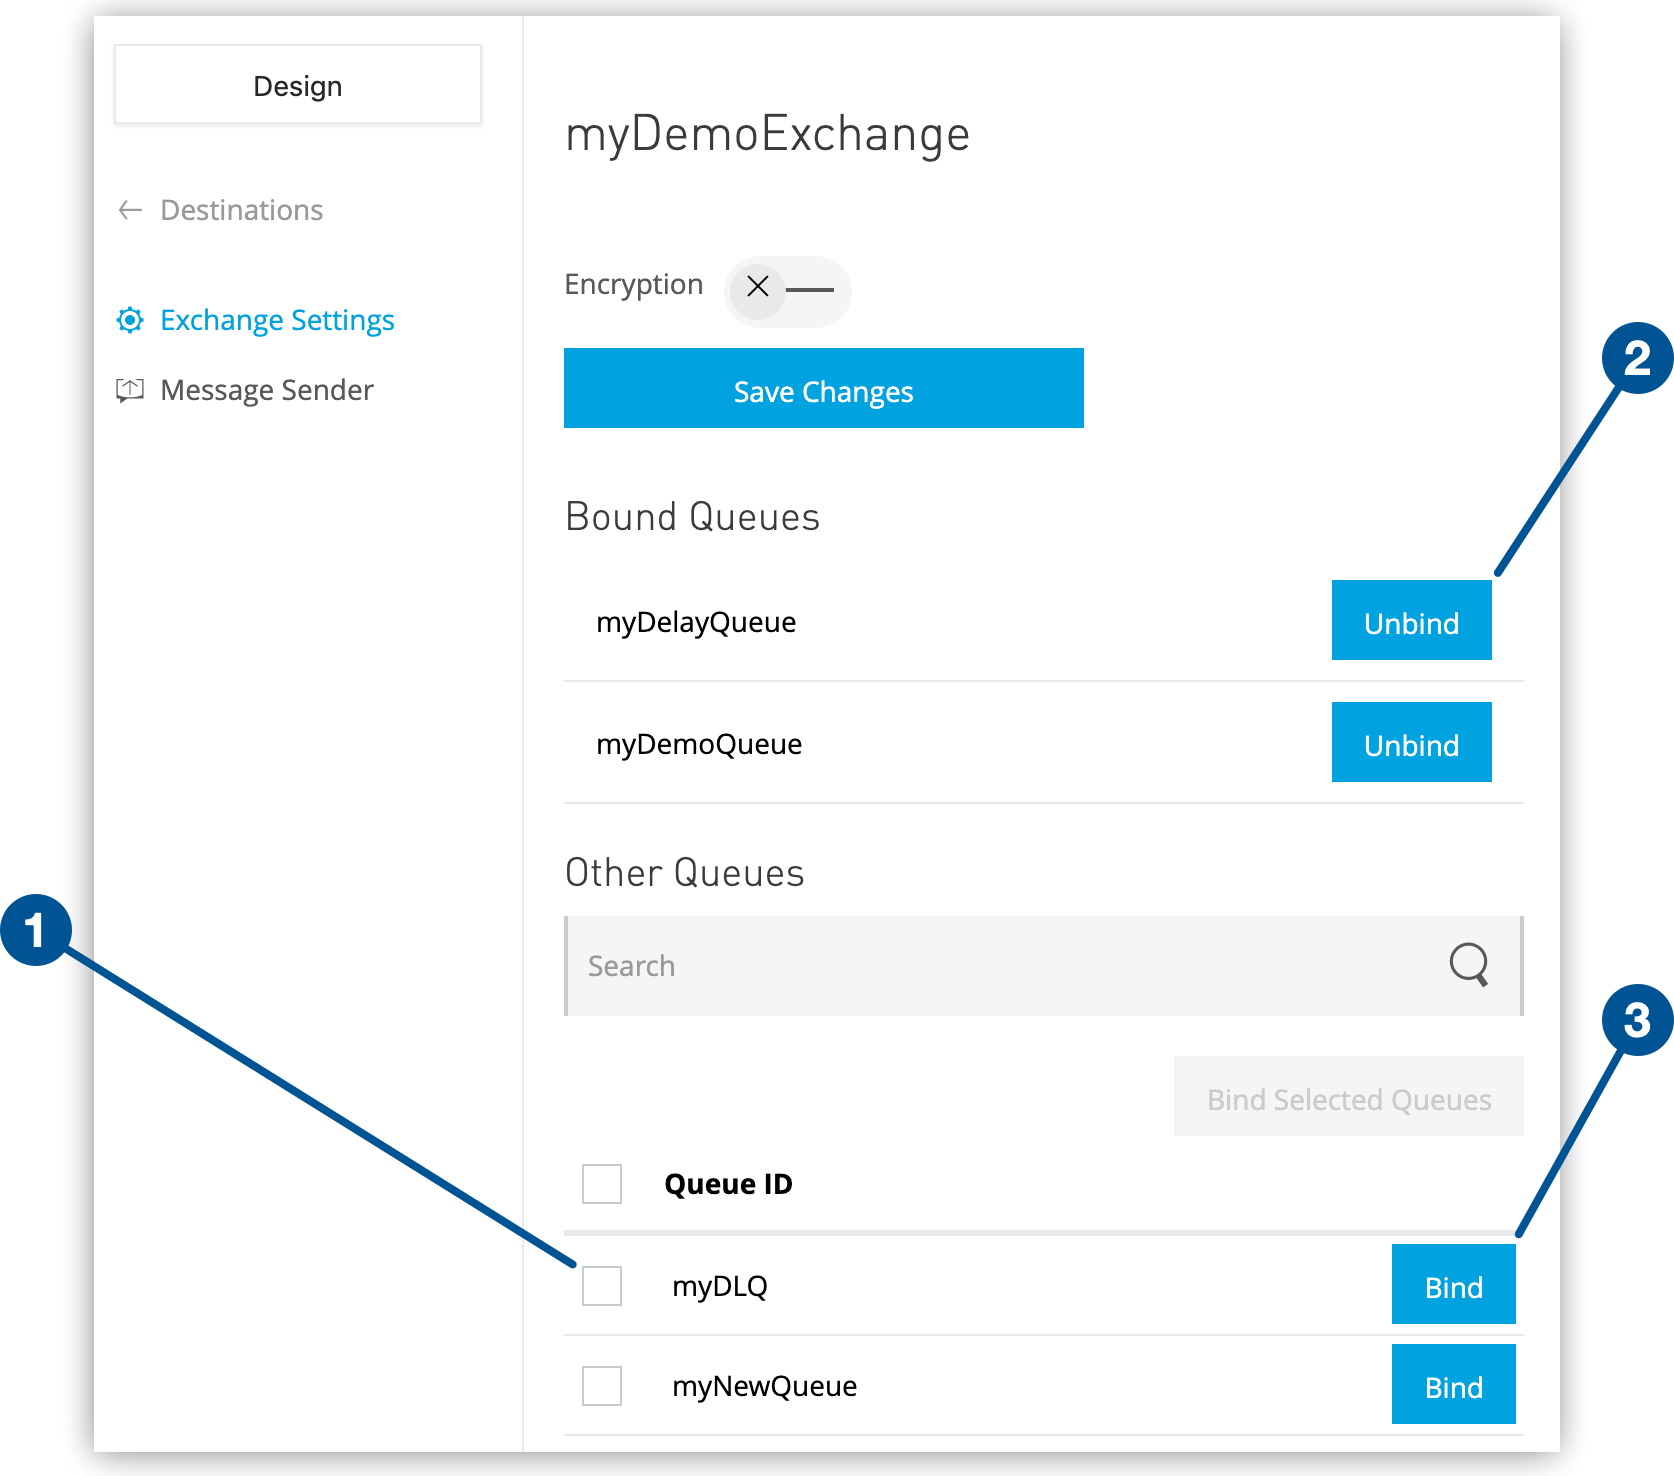 Design
Destinations
Exchange Settings
Message Sender
myDemoExchange
Encryption
Save Changes
2
Bound Queues
myDelayQueue
Unbind
myDemoQueue
Unbind
Other Queues
1
Search
3
Bind Selected Queues
Queue ID
myDLQ
Bind
myNewQueue
Bind